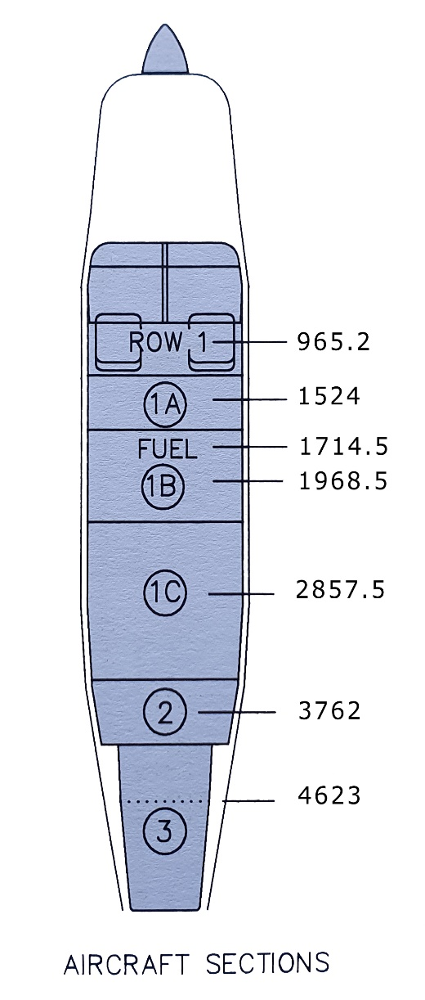 ROW 1 965.2
1A 1524
FUEL 1714.5
1B 1968.5
1C 2857.5
2 3762
3 4623
AIRCRAFT SECTIONS